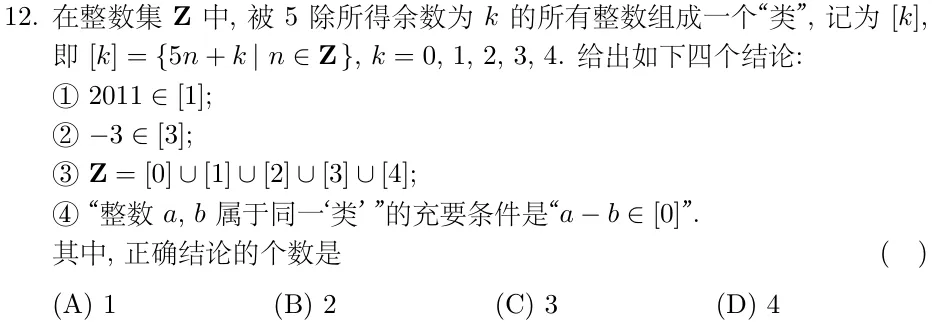 12. 在整数集 Z 中, 被 5 除所得余数为 k 的所有整数组成一个“类”, 记为 [k],
即 [k] = {5n + k | n ∈ Z}, k = 0, 1, 2, 3, 4. 给出如下四个结论:
① 2011 ∈ [1];
② −3 ∈ [3];
③ Z = [0] ∪ [1] ∪ [2] ∪ [3] ∪ [4];
④ “整数 a, b 属于同一‘类’ ”的充要条件是“a − b ∈ [0]”.
其中, 正确结论的个数是 ( )
(A) 1 (B) 2 (C) 3 (D) 4